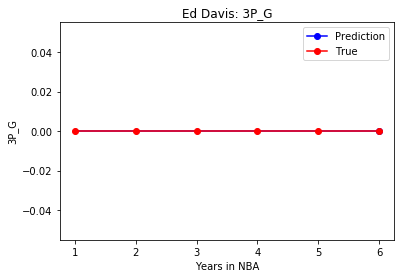 Ed Davis: 3P_G
Prediction
True
0.04
0.02
0.00
−0.02
−0.04
3P_G
1 2 3 4 5 6
Years in NBA